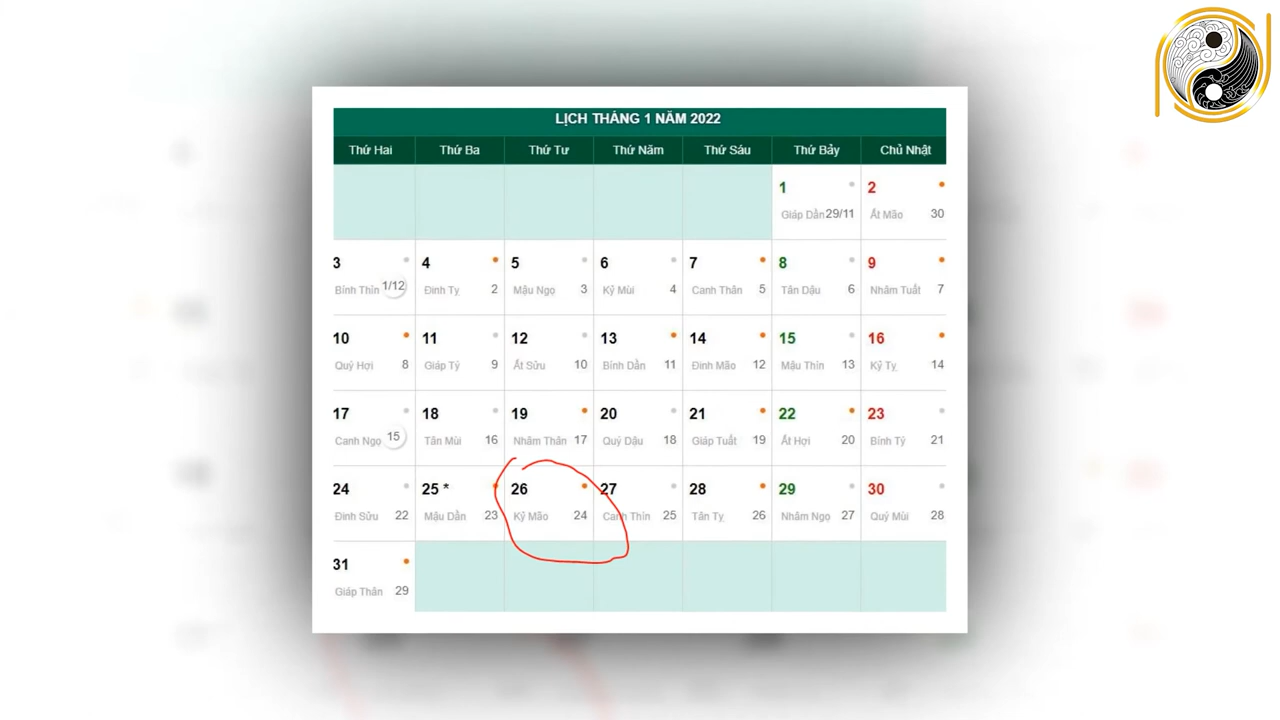 LỊCH THÁNG 1 NĂM 2022
Thứ Hai Thứ Ba Thứ Tư Thứ Năm Thứ Sáu Thứ Bảy Chủ Nhật
1 2
Giáp Dần 29/11 Ất Mão 30
3 4 5 6 7 8 9
Bính Thìn 1/12 Đinh Tỵ 2 Mậu Ngọ 3 Kỷ Mùi 4 Canh Thân 5 Tân Dậu 6 Nhâm Tuất 7
10 11 12 13 14 15 16
Quý Hợi 8 Giáp Tý 9 Ất Sửu 10 Bính Dần 11 Đinh Mão 12 Mậu Thìn 13 Kỷ Tỵ 14
17 18 19 20 21 22 23
Canh Ngọ 15 Tân Mùi 16 Nhâm Thân 17 Quý Dậu 18 Giáp Tuất 19 Ất Hợi 20 Bính Tý 21
24 25 * 26 27 28 29 30
Đinh Sửu 22 Mậu Dần 23 Kỷ Mão 24 Canh Thìn 25 Tân Tỵ 26 Nhâm Ngọ 27 Quý Mùi 28
31
Giáp Thân 29